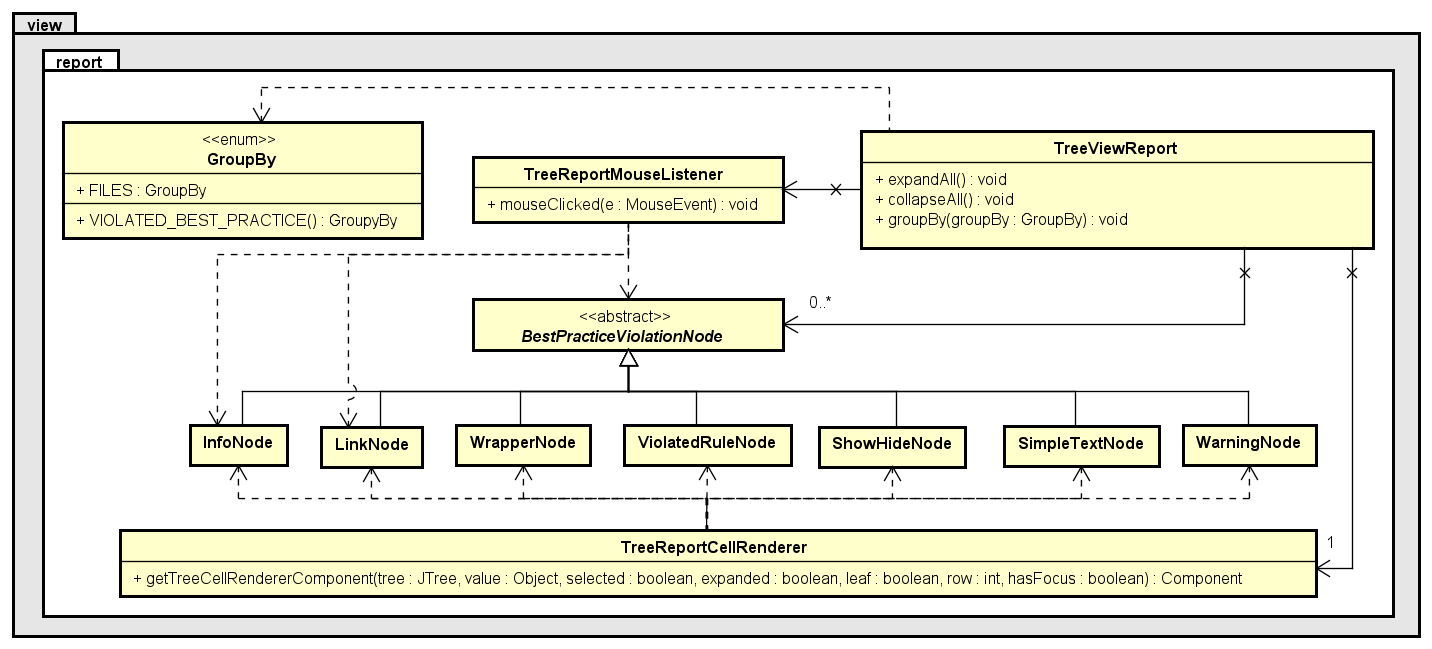 view
report
<<enum>>
GroupBy
+ FILES : GroupBy
+ VIOLATED_BEST_PRACTICE() : GroupyBy
TreeReportMouseListener
+ mouseClicked(e : MouseEvent) : void
TreeViewReport
+ expandAll() : void
+ collapseAll() : void
+ groupBy(groupBy : GroupBy) : void
0..*
<<abstract>>
BestPracticeViolationNode
InfoNode
LinkNode
WrapperNode
ViolatedRuleNode
ShowHideNode
SimpleTextNode
WarningNode
1
TreeReportCellRenderer
+ getTreeCellRendererComponent(tree : JTree, value : Object, selected : boolean, expanded : boolean, leaf : boolean, row : int, hasFocus : boolean) : Component